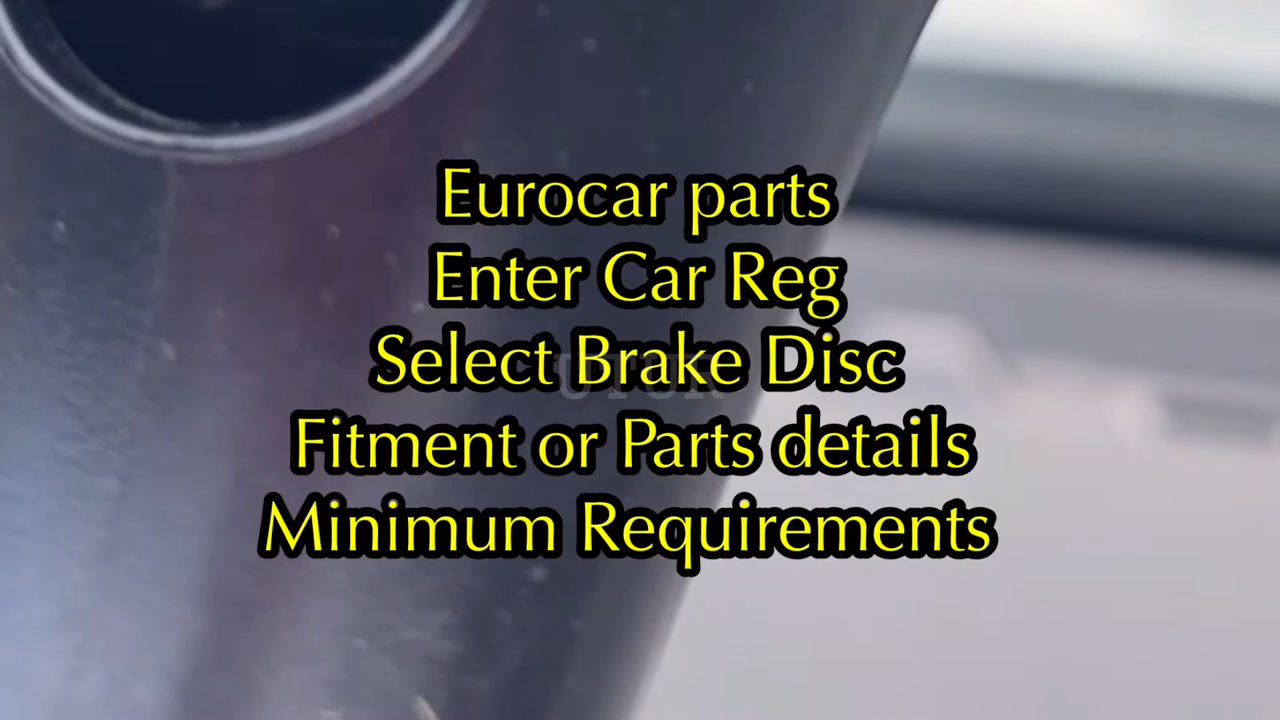 Eurocar parts
Enter Car Reg
Select Brake Disc
Fitment or Parts details
Minimum Requirements